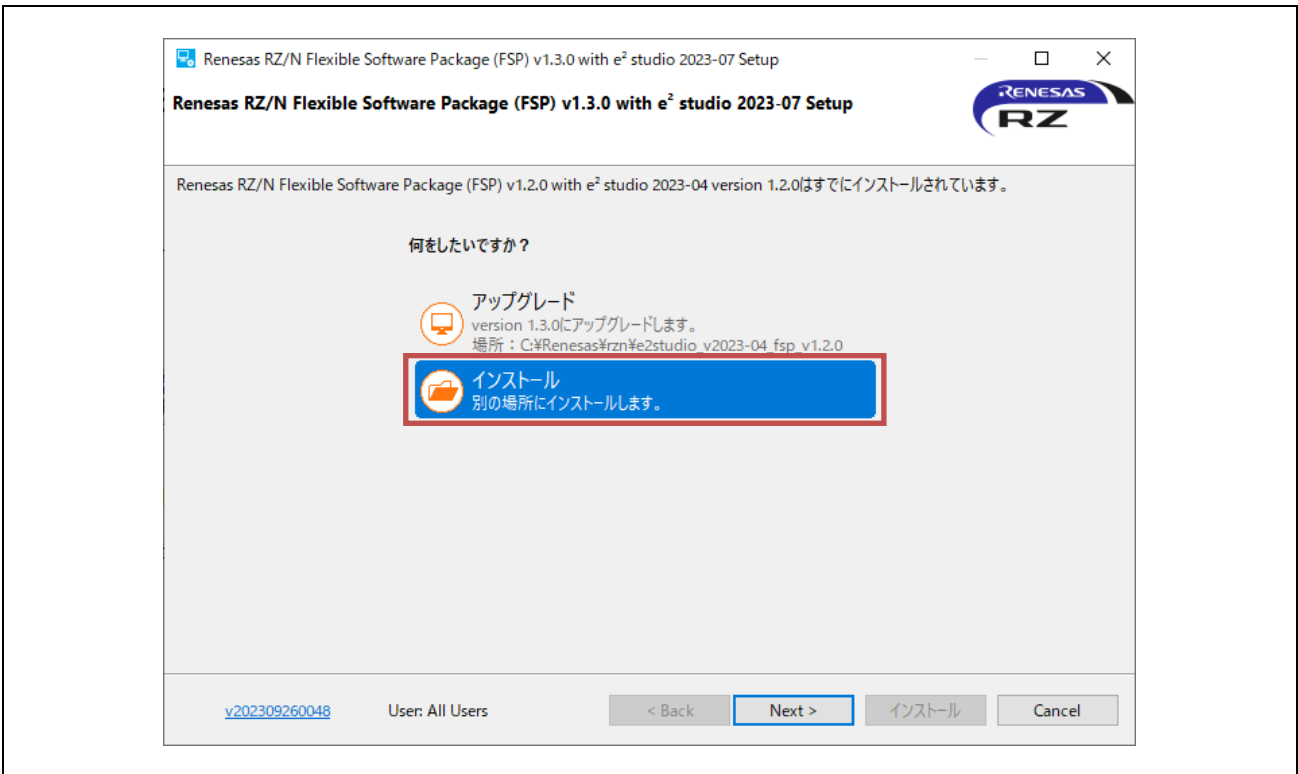 Renesas RZ/N Flexible Software Package (FSP) v1.3.0 with e² studio 2023-07 Setup
Renesas RZ/N Flexible Software Package (FSP) v1.3.0 with e² studio 2023-07 Setup
RENESAS
RZ
Renesas RZ/N Flexible Software Package (FSP) v1.2.0 with e² studio 2023-04 version 1.2.0はすでにインストールされています。
何をしたいですか？
アップグレード
version 1.3.0にアップグレードします。
場所：C:¥Renesas¥rzn¥e2studio_v2023-04_fsp_v1.2.0
インストール
別の場所にインストールします。
v202309260048 User: All Users < Back Next > インストール Cancel